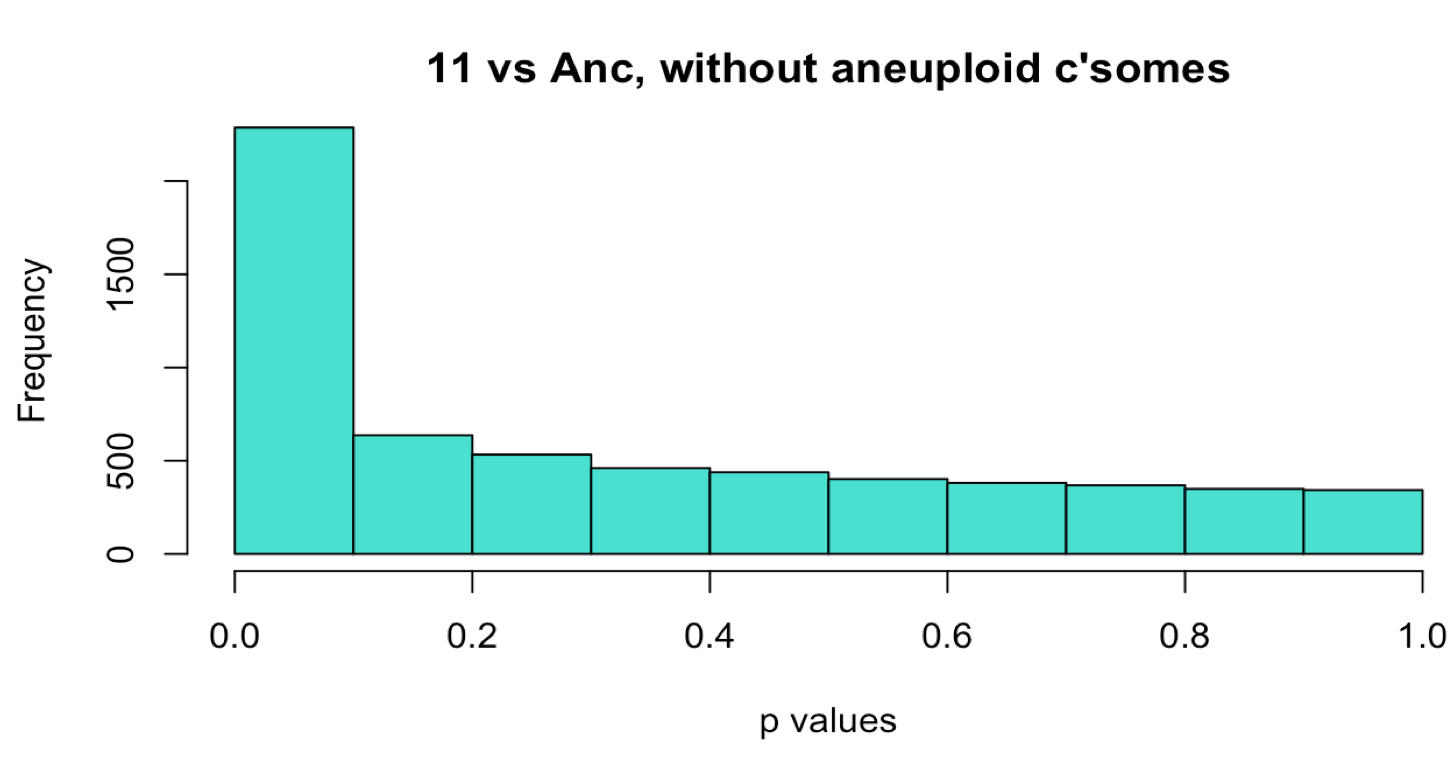 11 vs Anc, without aneuploid c'somes
Frequency
1500
500
0
0.0 0.2 0.4 0.6 0.8 1.0
p values